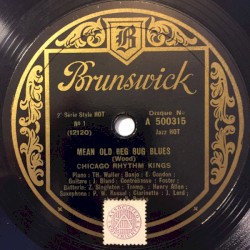 B
Brunswick
2e Série Style HOT
Nº 1
(12120)
Disque Nº
A 500315
Jazz HOT
MEAN OLD BED BUG BLUES
(Wood)
CHICAGO RHYTHM KINGS
Piano : Th. Waller / Banjo : E. Gordon
Guitare : J. Bland / Contrebasse : Foster
Batterie : Z. Singleton / Tromp. : Henry Allen
Saxophone : P. W. Russel / Clarinette : J. Lord